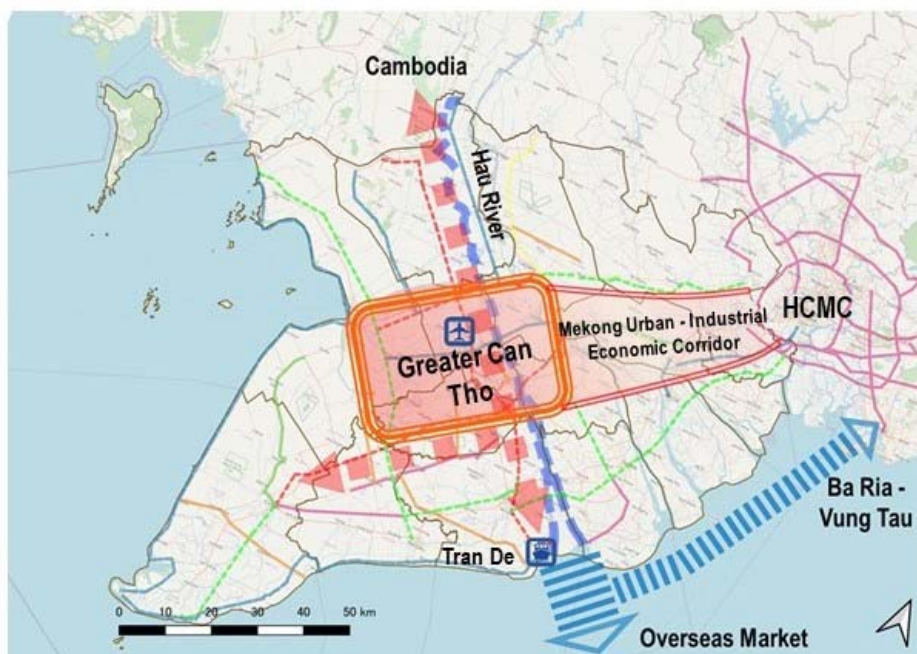 Cambodia
Hau River
HCMC
Mekong Urban - Industrial
Economic Corridor
Greater Can
Tho
Ba Ria -
Vung Tau
Tran De
0 10 20 30 40 50 km
Overseas Market